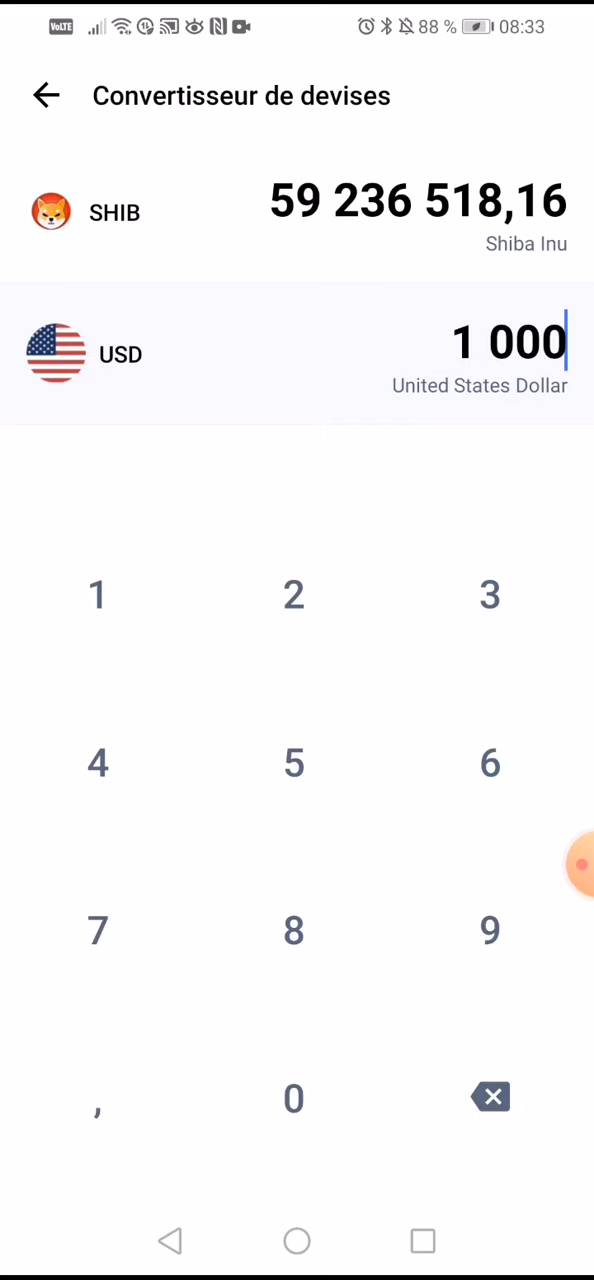 VoLTE 88 % 08:33
Convertisseur de devises
SHIB 59 236 518,16
Shiba Inu
USD 1 000
United States Dollar
1 2 3
4 5 6
7 8 9
, 0